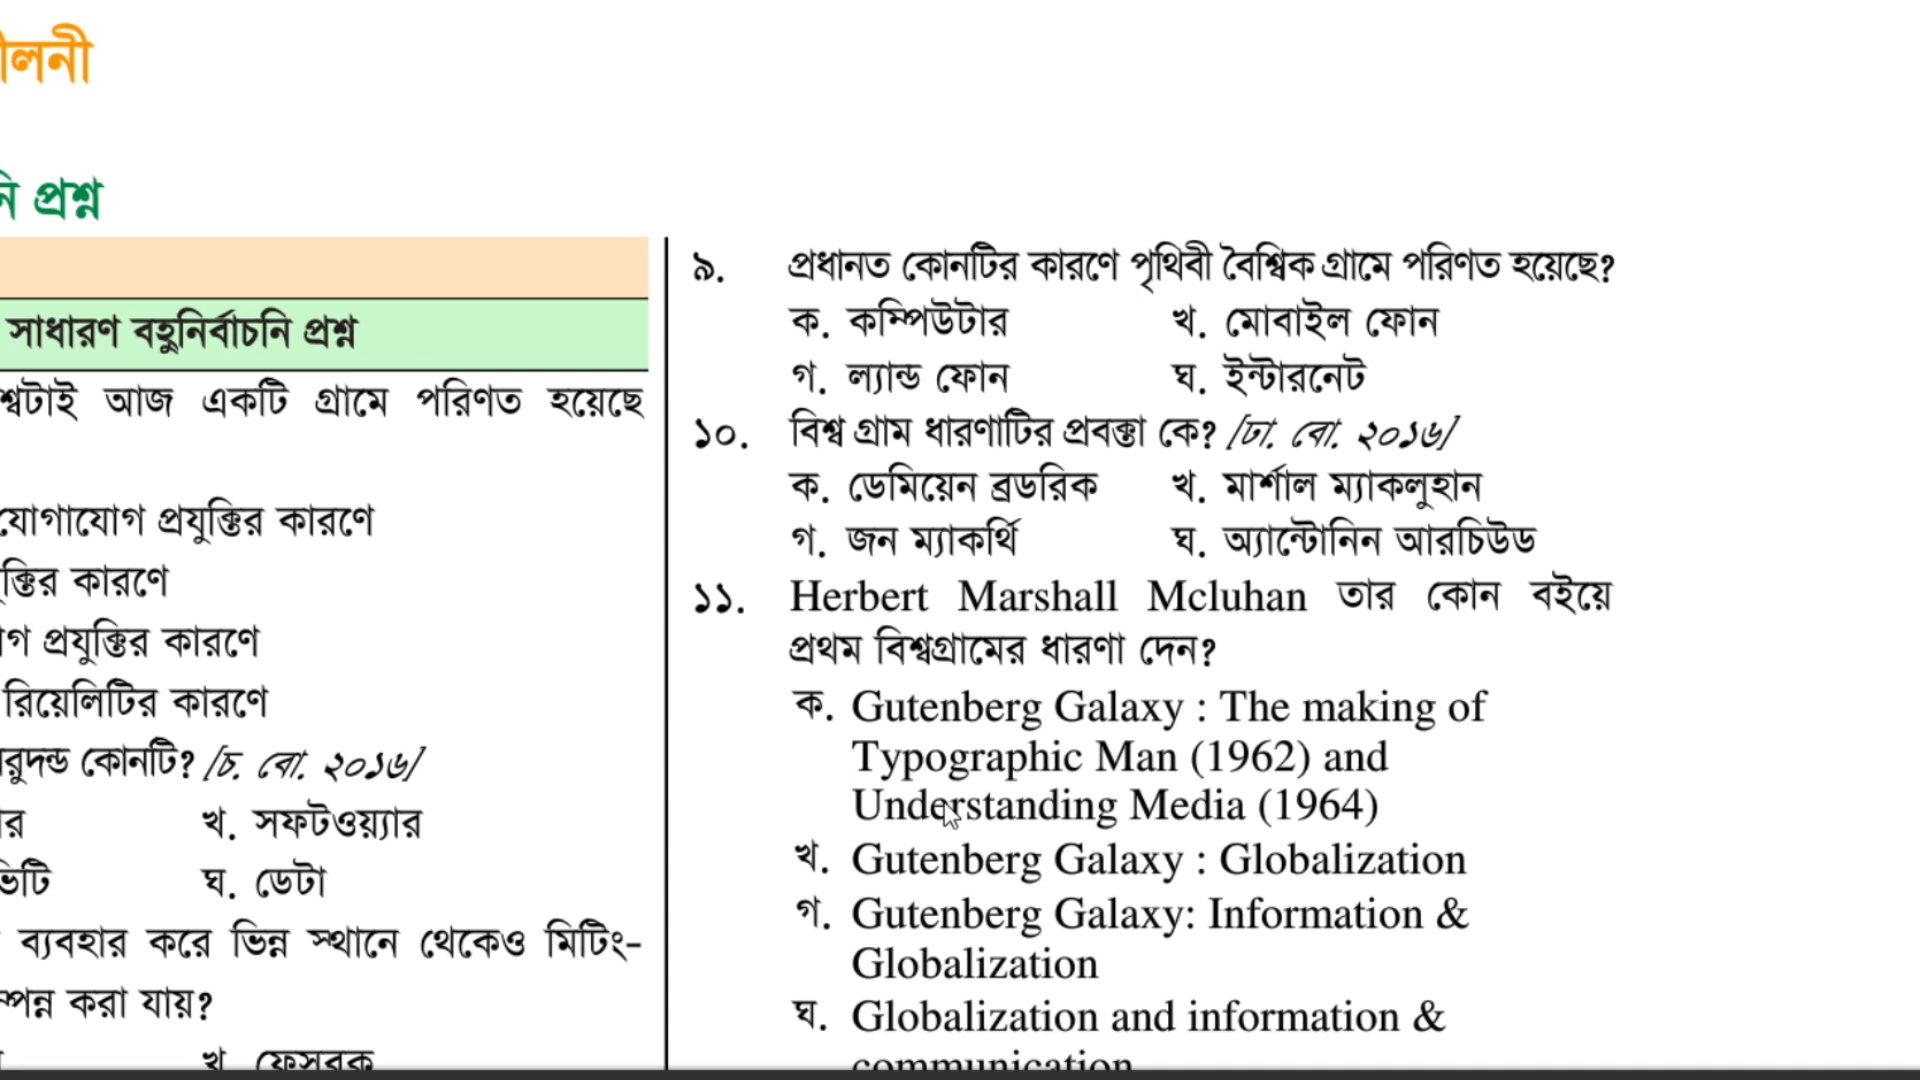 লনী
নি প্রশ্ন
সাধারণ বহুনির্বাচনি প্রশ্ন
শ্বটাই আজ একটি গ্রামে পরিণত হয়েছে
যোগাযোগ প্রযুক্তির কারণে
ক্তির কারণে
গ প্রযুক্তির কারণে
রিয়েলিটির কারণে
রুদন্ড কোনটি? [চ. বো. ২০১৬]
র খ. সফটওয়্যার
ভিটি ঘ. ডেটা
ব্যবহার করে ভিন্ন স্থানে থেকেও মিটিং-
ম্পন্ন করা যায়?
খ. ফেসবুক
৯. প্রধানত কোনটির কারণে পৃথিবী বৈশ্বিক গ্রামে পরিণত হয়েছে?
ক. কম্পিউটার খ. মোবাইল ফোন
গ. ল্যান্ড ফোন ঘ. ইন্টারনেট
১০. বিশ্ব গ্রাম ধারণাটির প্রবক্তা কে? [ঢা. বো. ২০১৬]
ক. ডেমিয়েন ব্রডরিক খ. মার্শাল ম্যাকলুহান
গ. জন ম্যাকর্থি ঘ. অ্যান্টোনিন আরচিউড
১১. Herbert Marshall Mcluhan তার কোন বইয়ে
প্রথম বিশ্বগ্রামের ধারণা দেন?
ক. Gutenberg Galaxy : The making of
Typographic Man (1962) and
Understanding Media (1964)
খ. Gutenberg Galaxy : Globalization
গ. Gutenberg Galaxy: Information &
Globalization
ঘ. Globalization and information &
communication